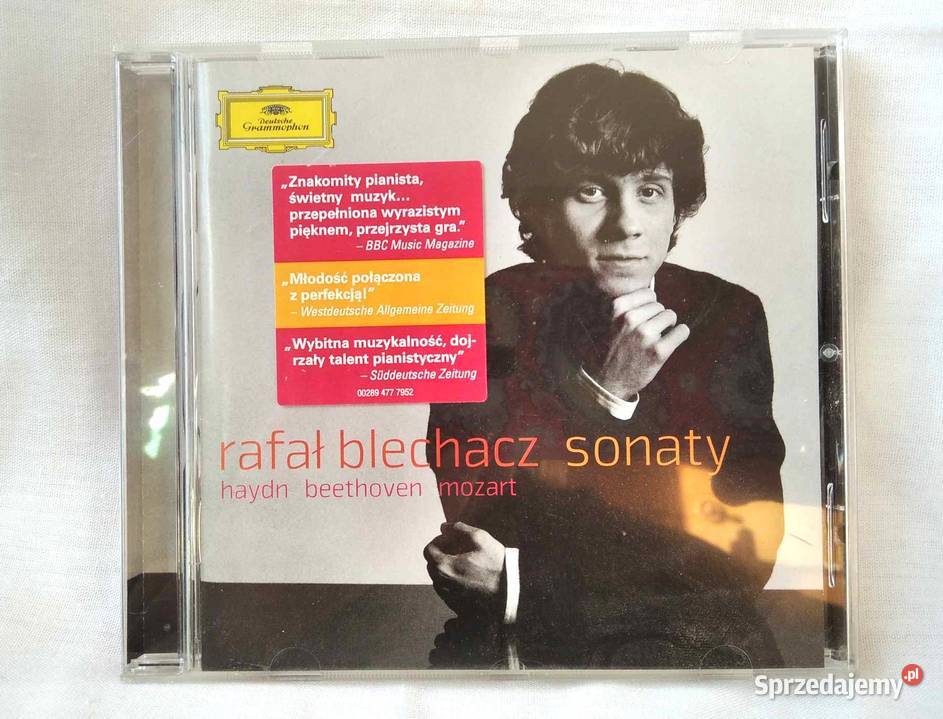 Deutsche
Grammophon
„Znakomity pianista,
świetny muzyk...
przepełniona wyrazistym
pięknem, przejrzysta gra.”
– BBC Music Magazine
„Młodość połączona
z perfekcją!”
– Westdeutsche Allgemeine Zeitung
„Wybitna muzykalność, doj-
rzały talent pianistyczny”
– Süddeutsche Zeitung
00289 477 7952
rafał blechacz sonaty
haydn beethoven mozart
Sprzedajemy.pl